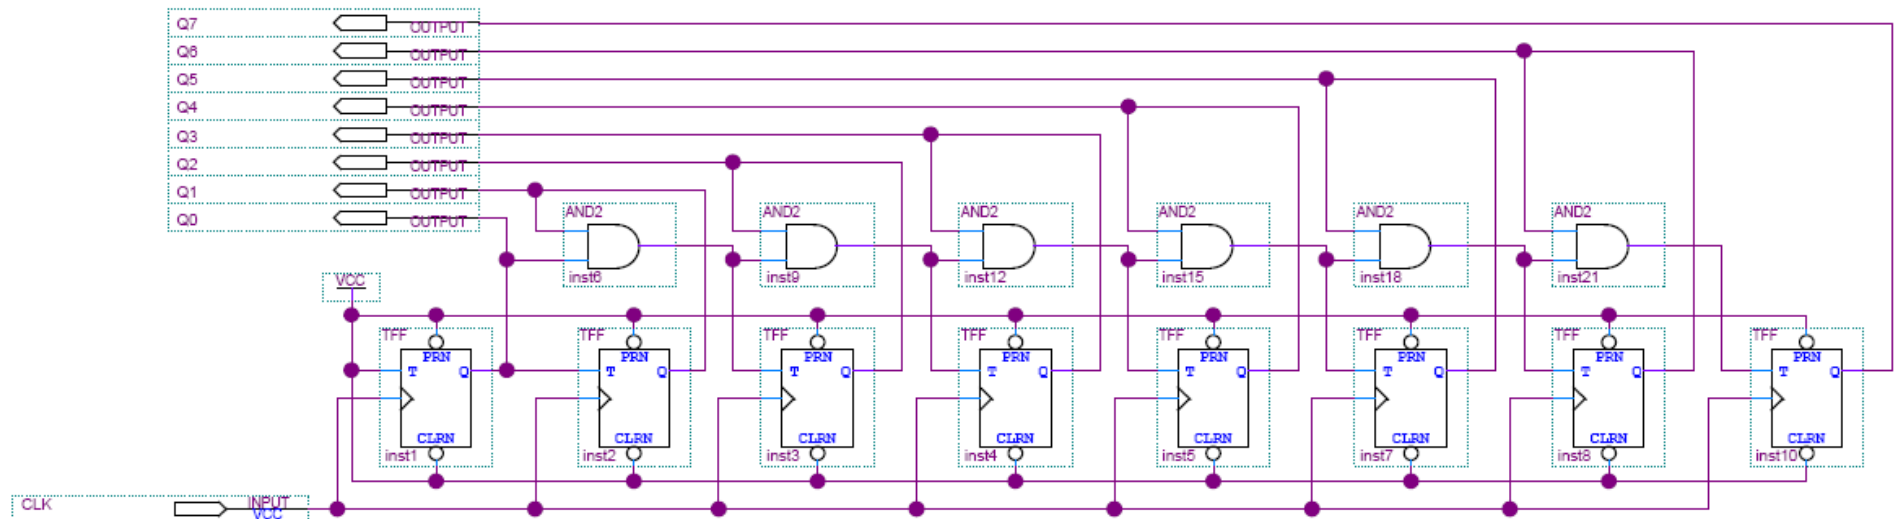 Q7 OUTPUT
Q6 OUTPUT
Q5 OUTPUT
Q4 OUTPUT
Q3 OUTPUT
Q2 OUTPUT
Q1 OUTPUT
Q0 OUTPUT
AND2 AND2 AND2 AND2 AND2 AND2
inst6 inst9 inst12 inst15 inst18 inst21
VCC
TFF TFF TFF TFF TFF TFF TFF TFF
PRN PRN PRN PRN PRN PRN PRN PRN
T Q T Q T Q T Q T Q T Q T Q T Q
CLRN CLRN CLRN CLRN CLRN CLRN CLRN CLRN
inst1 inst2 inst3 inst4 inst5 inst7 inst8 inst10
CLK INPUT
VCC